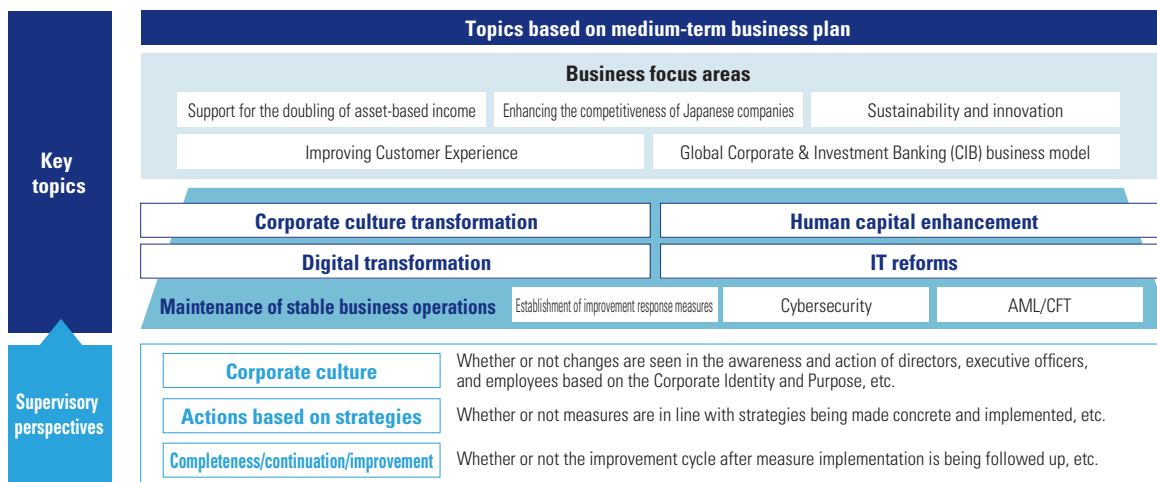 Topics based on medium-term business plan
Key
topics
Business focus areas
Support for the doubling of asset-based income
Enhancing the competitiveness of Japanese companies
Sustainability and innovation
Improving Customer Experience
Global Corporate & Investment Banking (CIB) business model
Corporate culture transformation
Human capital enhancement
Digital transformation
IT reforms
Maintenance of stable business operations
Establishment of improvement response measures
Cybersecurity
AML/CFT
Supervisory
perspectives
Corporate culture
Whether or not changes are seen in the awareness and action of directors, executive officers,
and employees based on the Corporate Identity and Purpose, etc.
Actions based on strategies
Whether or not measures are in line with strategies being made concrete and implemented, etc.
Completeness/continuation/improvement
Whether or not the improvement cycle after measure implementation is being followed up, etc.